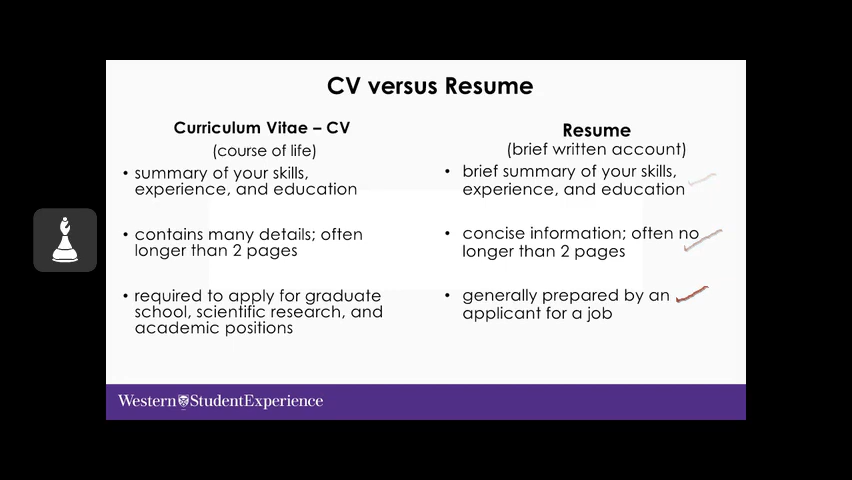 CV versus Resume
Curriculum Vitae – CV
(course of life)
• summary of your skills,
experience, and education
• contains many details; often
longer than 2 pages
• required to apply for graduate
school, scientific research, and
academic positions
Resume
(brief written account)
• brief summary of your skills,
experience, and education
• concise information; often no
longer than 2 pages
• generally prepared by an
applicant for a job
Western StudentExperience